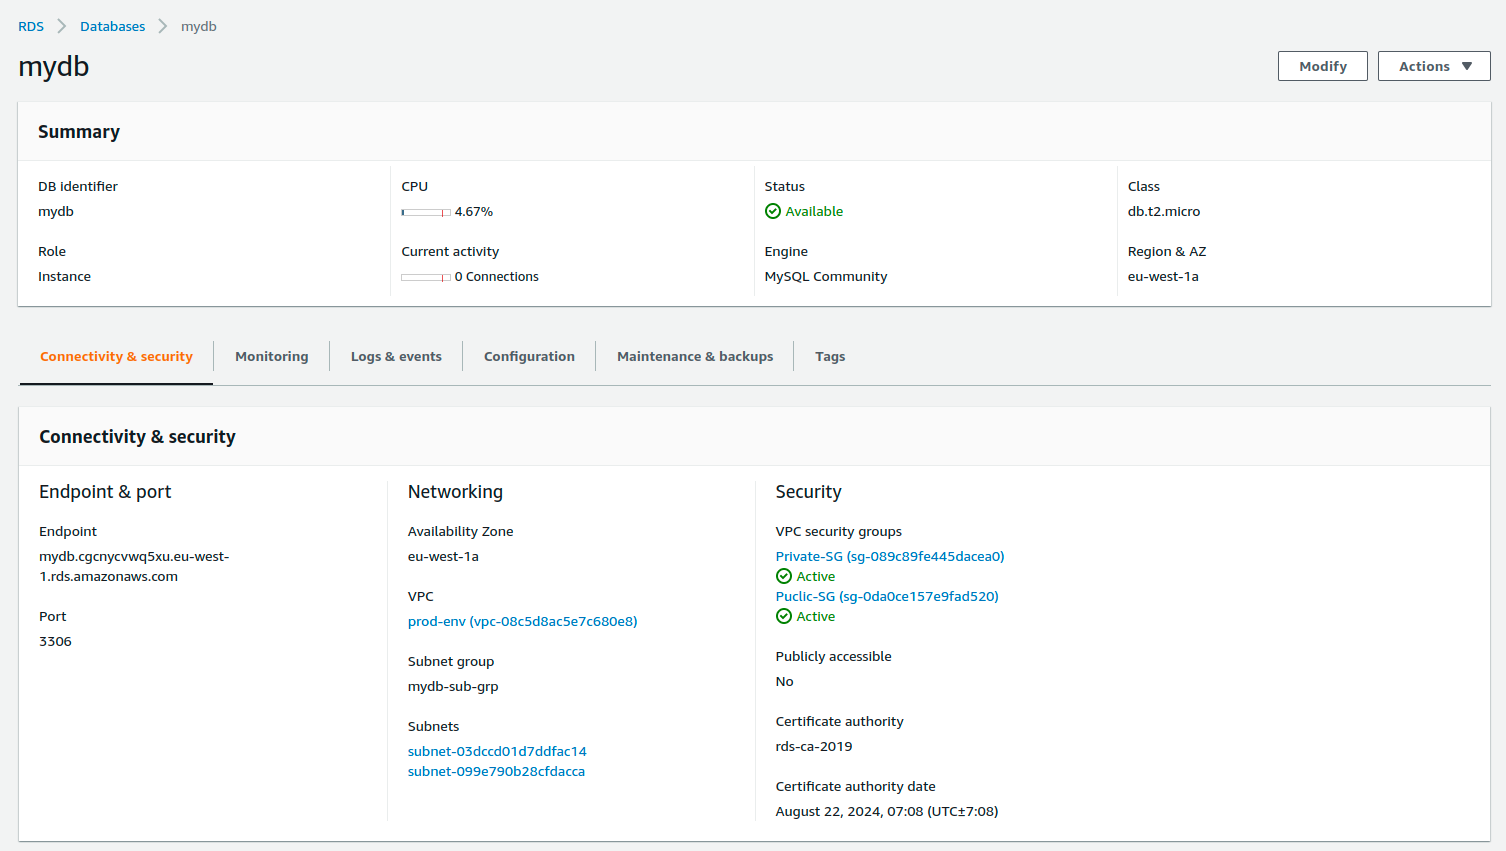 RDS > Databases > mydb
mydb
Modify
Actions
Summary
DB identifier
mydb
Role
Instance
CPU
4.67%
Current activity
0 Connections
Status
Available
Engine
MySQL Community
Class
db.t2.micro
Region & AZ
eu-west-1a
Connectivity & security
Monitoring
Logs & events
Configuration
Maintenance & backups
Tags
Connectivity & security
Endpoint & port
Endpoint
mydb.cgcnycvwq5xu.eu-west-
1.rds.amazonaws.com
Port
3306
Networking
Availability Zone
eu-west-1a
VPC
prod-env (vpc-08c5d8ac5e7c680e8)
Subnet group
mydb-sub-grp
Subnets
subnet-03dccd01d7ddfac14
subnet-099e790b28cfdacca
Security
VPC security groups
Private-SG (sg-089c89fe445dacea0)
Active
Puclic-SG (sg-0da0ce157e9fad520)
Active
Publicly accessible
No
Certificate authority
rds-ca-2019
Certificate authority date
August 22, 2024, 07:08 (UTC±7:08)